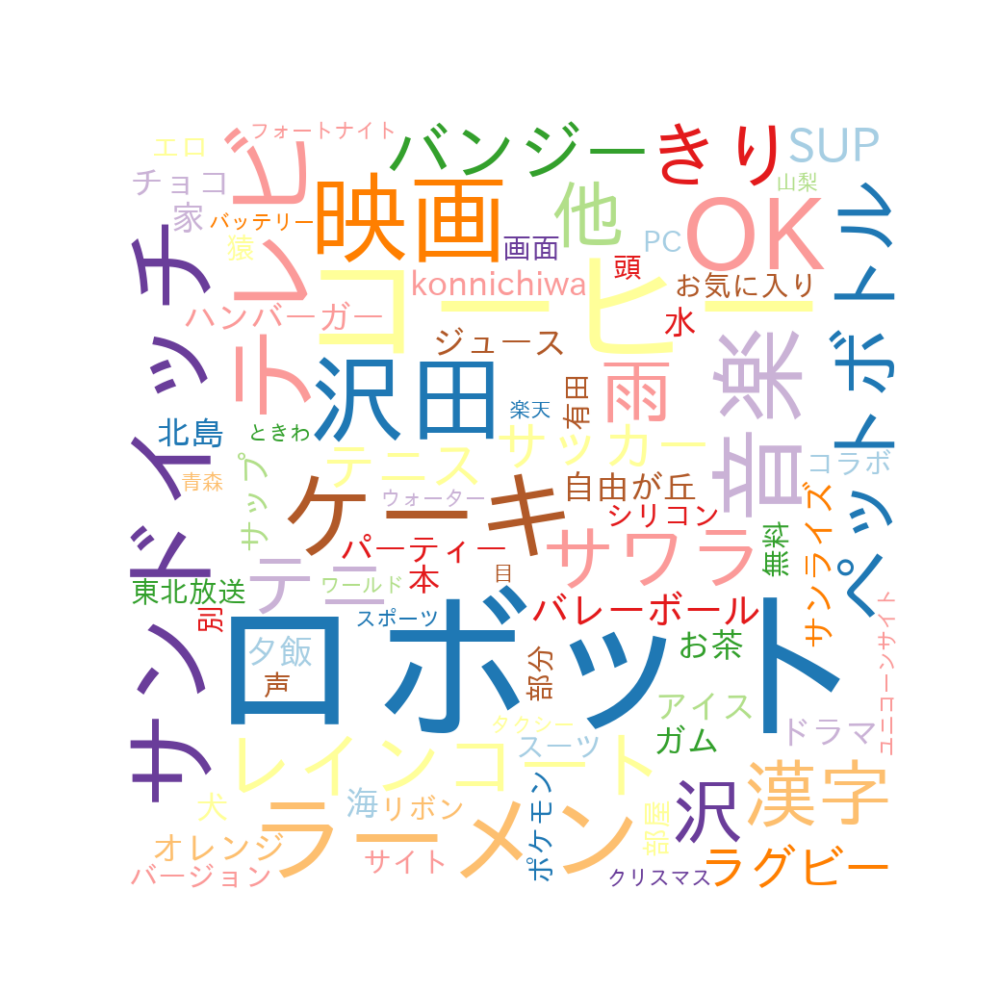 フォートナイト
エロ
バンジー
きり
SUP
チョコ
テレビ
映画
他
山梨
家
バッテリー
OK
ペットボトル
猿
画面
PC
頭
お気に入り
サンドイッチ
コーヒー
konnichiwa
ハンバーガー
水
ジュース
音楽
沢田
雨
有田
楽天
北島
ときわ
サッカー
テニス
コラボ
サップ
青森
ケーキ
自由が丘
ウォーター
シリコン
サンライズ
サワラ
パーティー
無料
テニ
本
ワールド
目
東北放送
別
スポーツ
バレーボール
ユニコーンサイト
ロボット
夕飯
お茶
声
部分
アイス
タクシー
ドラマ
スーツ
ガム
レインコート
漢字
沢
犬
海
リボン
ラーメン
ポケモン
部屋
オレンジ
サイト
ラグビー
バージョン
クリスマス